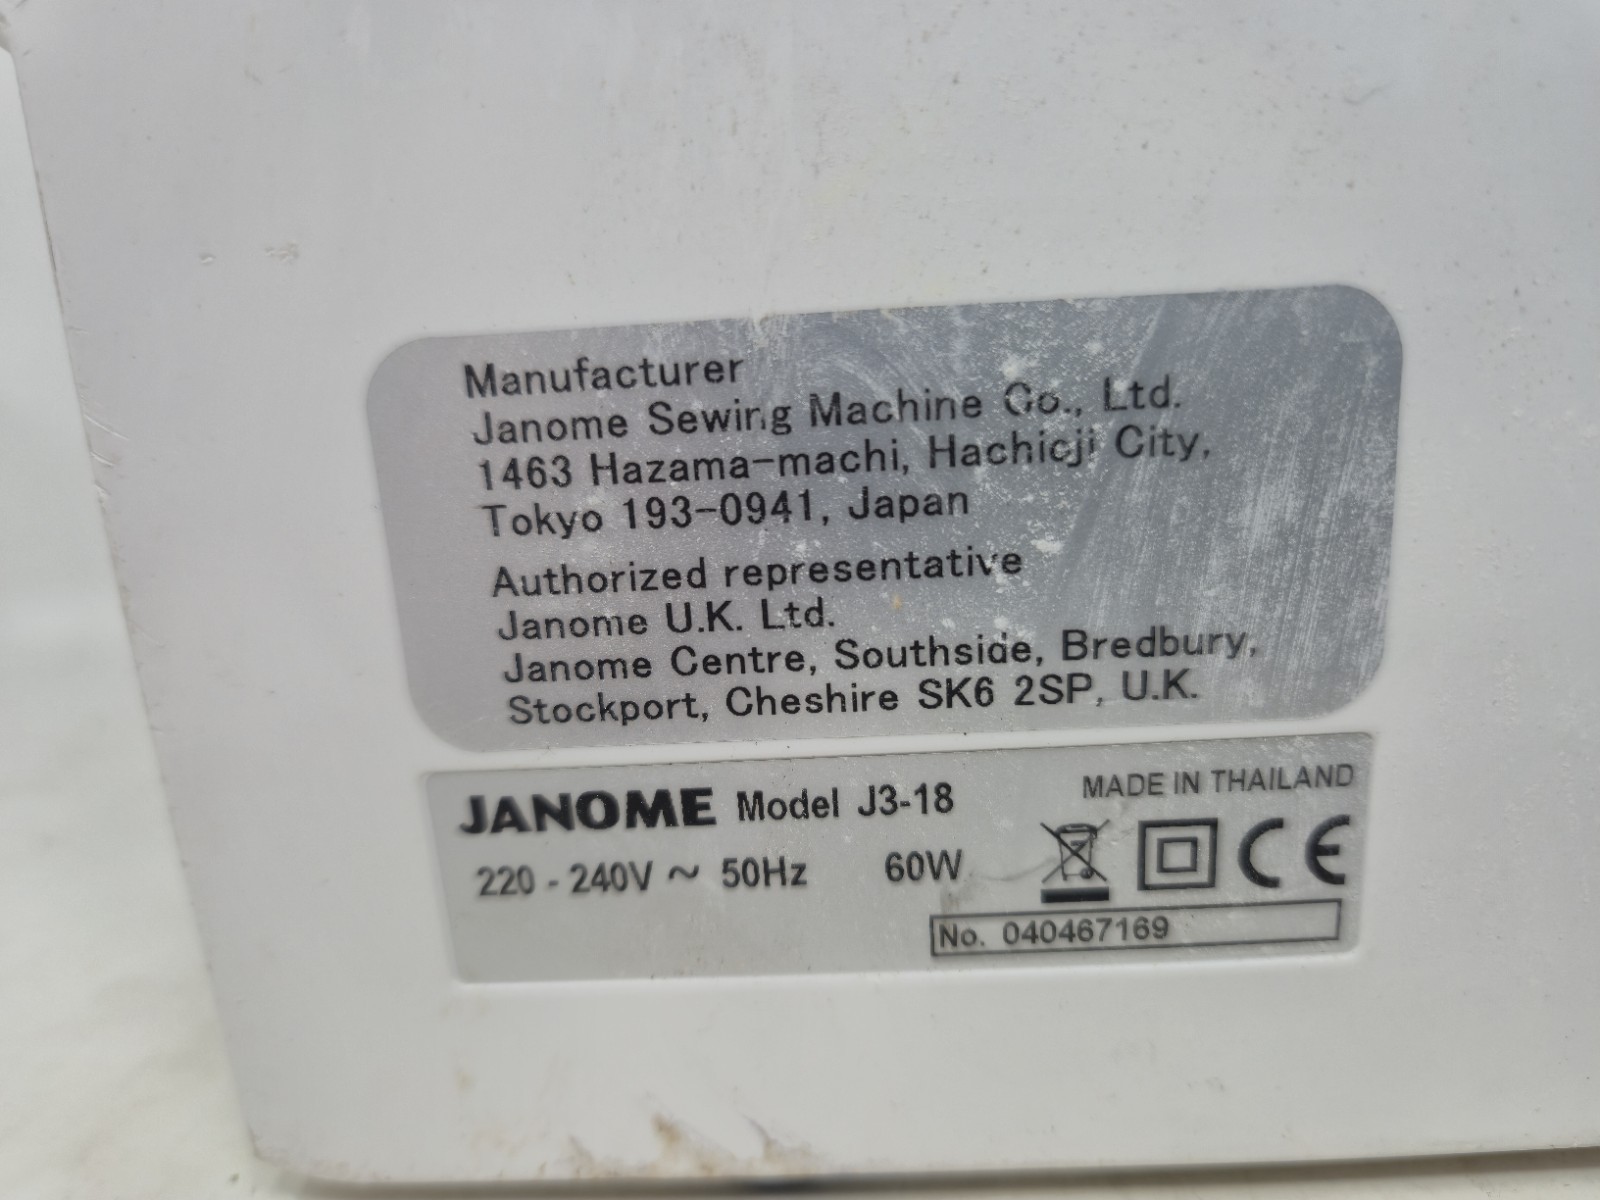 Manufacturer
Janome Sewing Machine Co., Ltd.
1463 Hazama-machi, Hachioji City,
Tokyo 193-0941, Japan
Authorized representative
Janome U.K. Ltd.
Janome Centre, Southside, Bredbury,
Stockport, Cheshire SK6 2SP, U.K.
JANOME Model J3-18 MADE IN THAILAND
220 - 240V ~ 50Hz 60W CE
No. 040467169